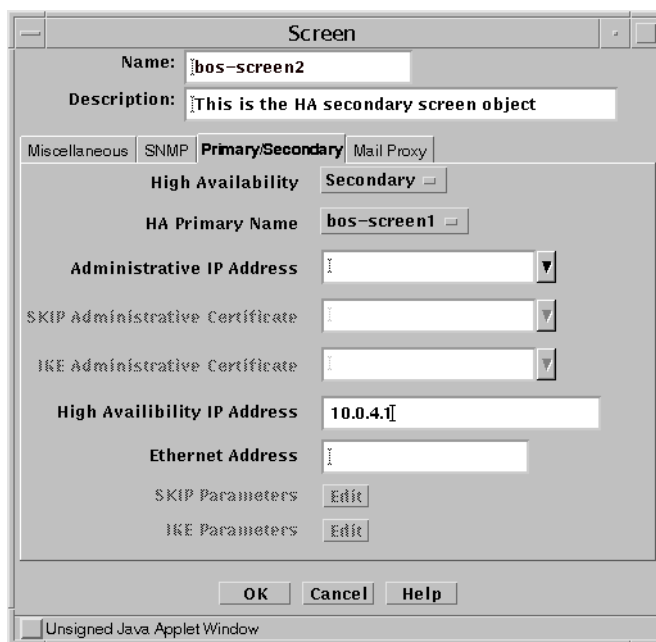 Screen
Name: bos-screen2
Description: This is the HA secondary screen object
Miscellaneous SNMP Primary/Secondary Mail Proxy
High Availability Secondary
HA Primary Name bos-screen1
Administrative IP Address
SKIP Administrative Certificate
IKE Administrative Certificate
High Availibility IP Address 10.0.4.1
Ethernet Address
SKIP Parameters Edit
IKE Parameters Edit
OK Cancel Help
Unsigned Java Applet Window